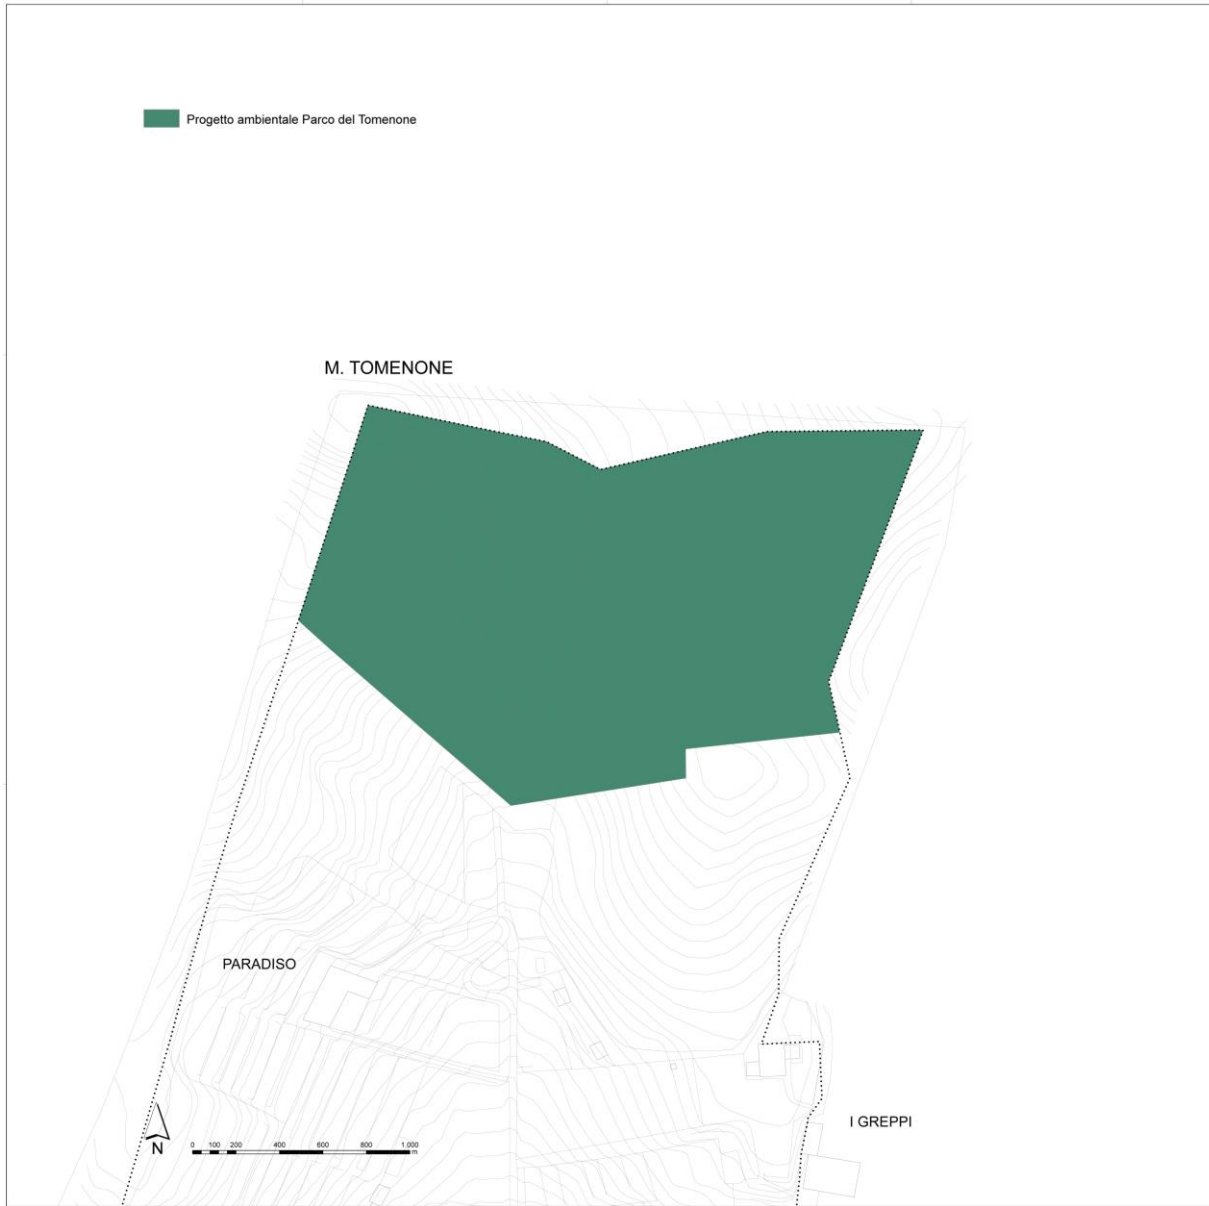 Progetto ambientale Parco del Tomenone
M. TOMENONE
PARADISO
I GREPPI
N
0 100 200 400 600 800 1.000
m